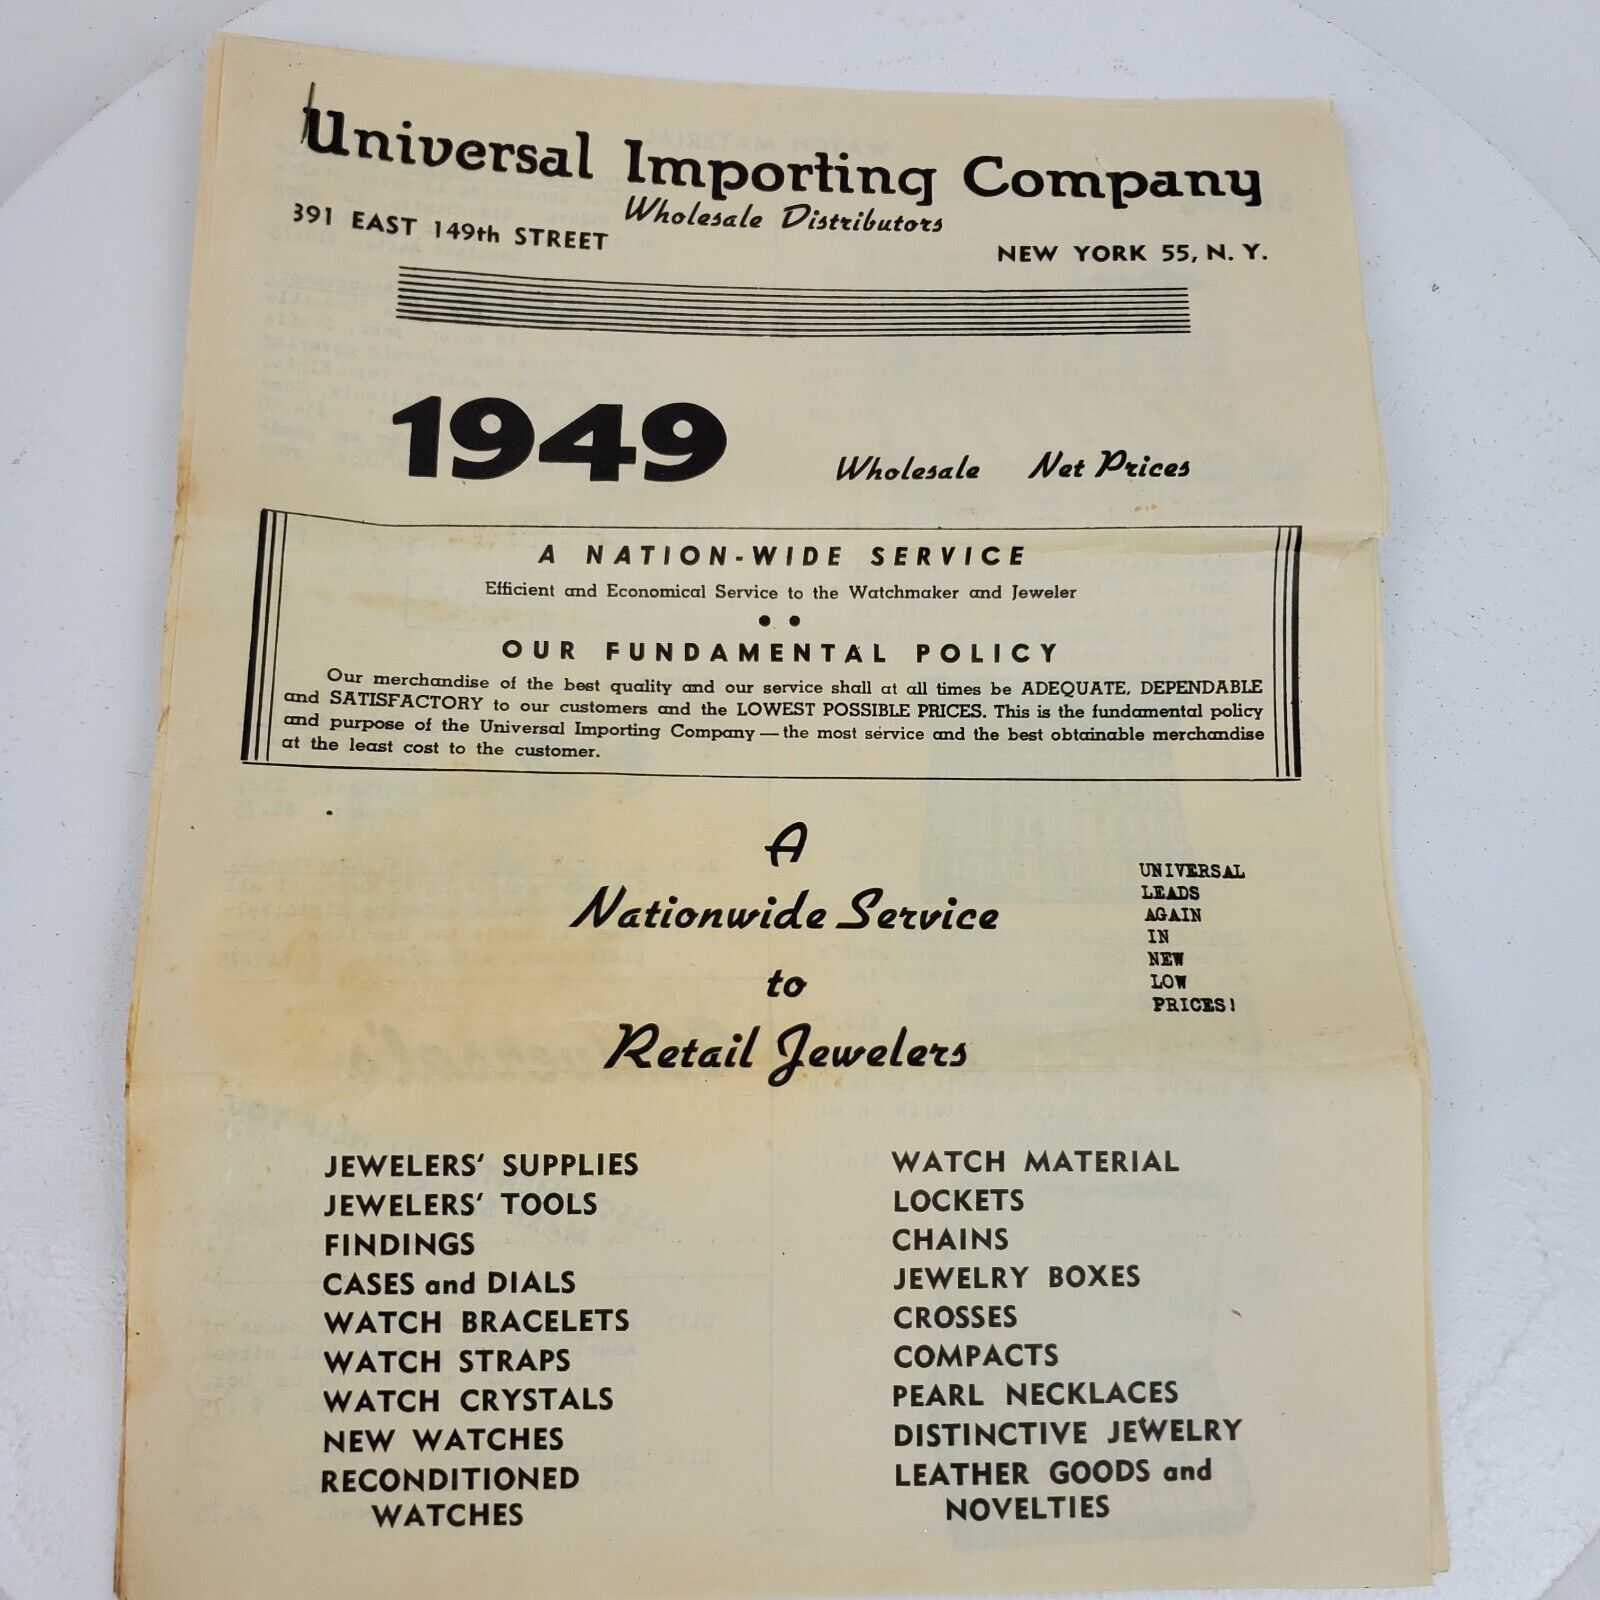 Universal Importing Company
Wholesale Distributors
391 EAST 149th STREET
NEW YORK 55, N. Y.
1949
Wholesale Net Prices
A NATION-WIDE SERVICE
Efficient and Economical Service to the Watchmaker and Jeweler
OUR FUNDAMENTAL POLICY
Our merchandise of the best quality and our service shall at all times be ADEQUATE, DEPENDABLE
and SATISFACTORY to our customers and the LOWEST POSSIBLE PRICES. This is the fundamental policy
and purpose of the Universal Importing Company — the most service and the best obtainable merchandise
at the least cost to the customer.
A
Nationwide Service
to
Retail Jewelers
UNIVERSAL
LEADS
AGAIN
IN
NEW
LOW
PRICES!
JEWELERS' SUPPLIES
JEWELERS' TOOLS
FINDINGS
CASES and DIALS
WATCH BRACELETS
WATCH STRAPS
WATCH CRYSTALS
NEW WATCHES
RECONDITIONED
WATCHES
WATCH MATERIAL
LOCKETS
CHAINS
JEWELRY BOXES
CROSSES
COMPACTS
PEARL NECKLACES
DISTINCTIVE JEWELRY
LEATHER GOODS and
NOVELTIES